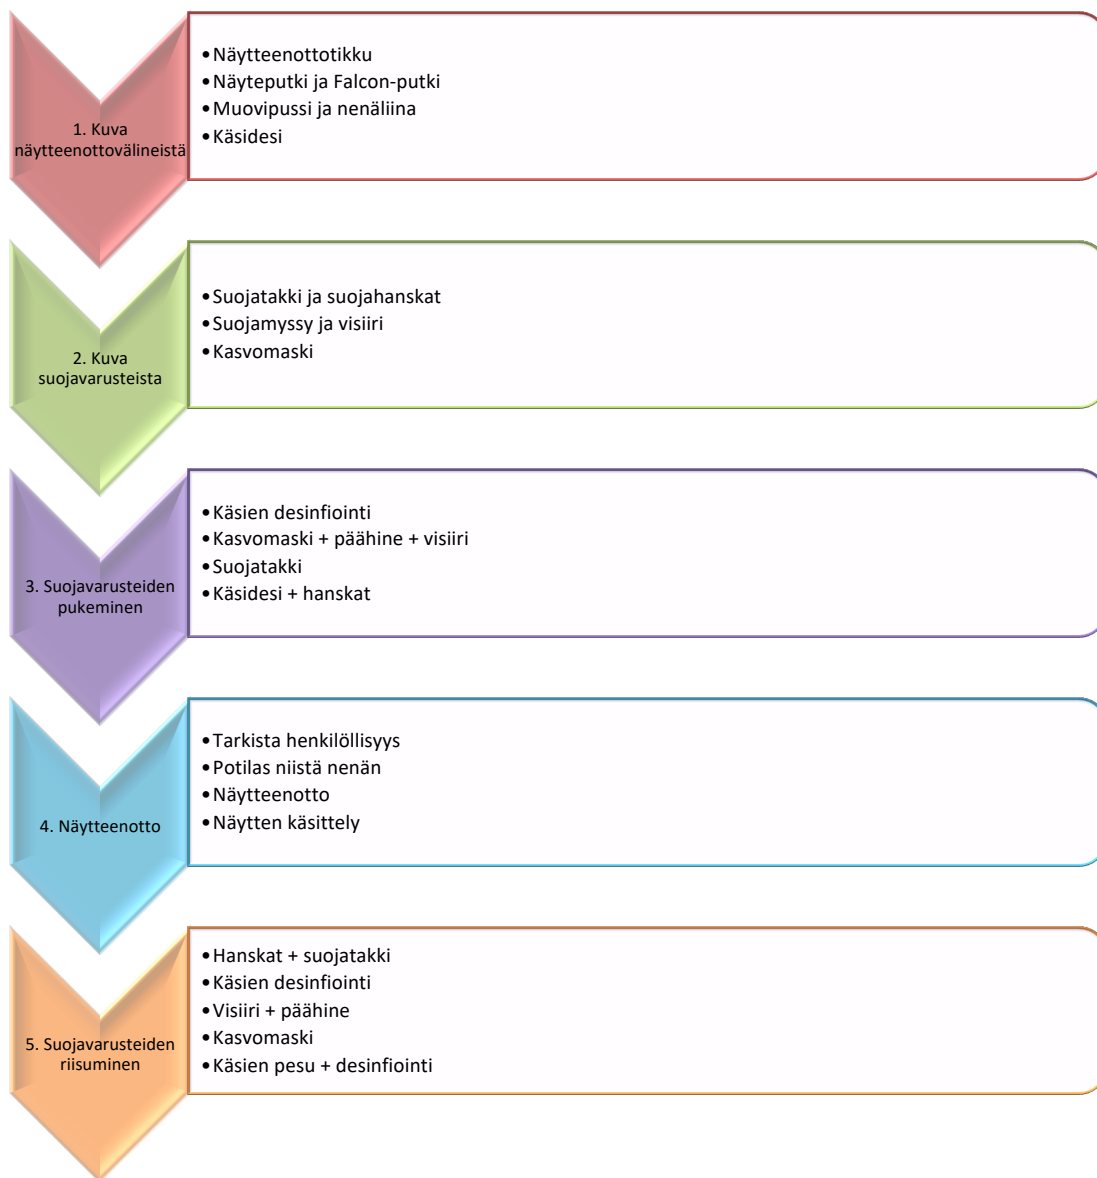 1. Kuva
näytteenottovälineistä
•Näytteenottotikku
•Näyteputki ja Falcon-putki
•Muovipussi ja nenäliina
•Käsidesi
2. Kuva
suojavarusteista
•Suojatakki ja suojahanskat
•Suojamyssy ja visiiri
•Kasvomaski
3. Suojavarusteiden
pukeminen
•Käsien desinfiointi
•Kasvomaski + päähine + visiiri
•Suojatakki
•Käsidesi + hanskat
4. Näytteenotto
•Tarkista henkilöllisyys
•Potilas niistä nenän
•Näytteenotto
•Näytten käsittely
5. Suojavarusteiden
riisuminen
•Hanskat + suojatakki
•Käsien desinfiointi
•Visiiri + päähine
•Kasvomaski
•Käsien pesu + desinfiointi